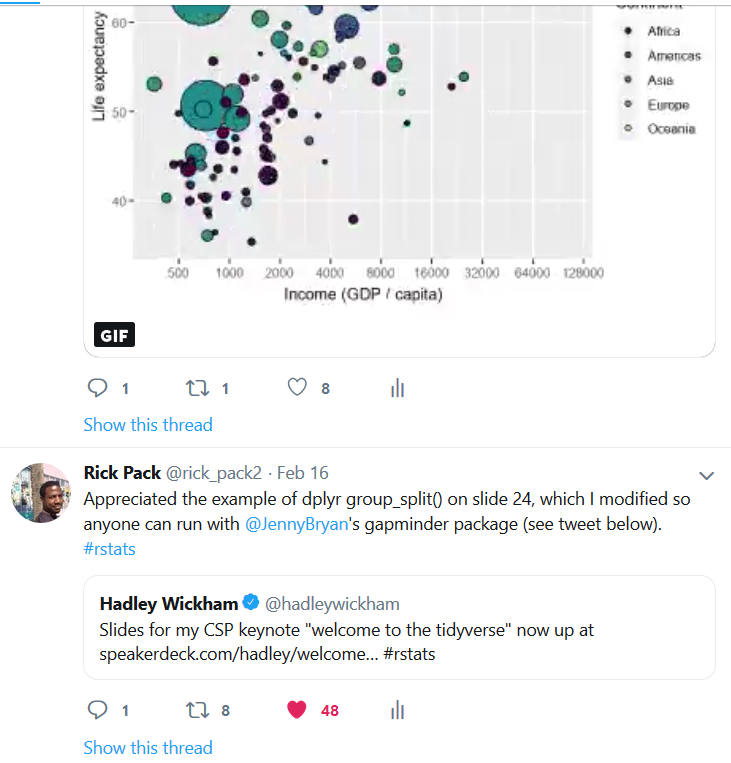 Continent
60
Life expectancy
Africa
Americas
Asia
50
Europe
Oceania
40
500 1000 2000 4000 8000 16000 32000 64000 128000
Income (GDP / capita)
GIF
1 1 8
Show this thread
Rick Pack @rick_pack2 · Feb 16
Appreciated the example of dplyr group_split() on slide 24, which I modified so
anyone can run with @JennyBryan's gapminder package (see tweet below).
#rstats
Hadley Wickham @hadleywickham
Slides for my CSP keynote "welcome to the tidyverse" now up at
speakerdeck.com/hadley/welcome... #rstats
1 8 48
Show this thread